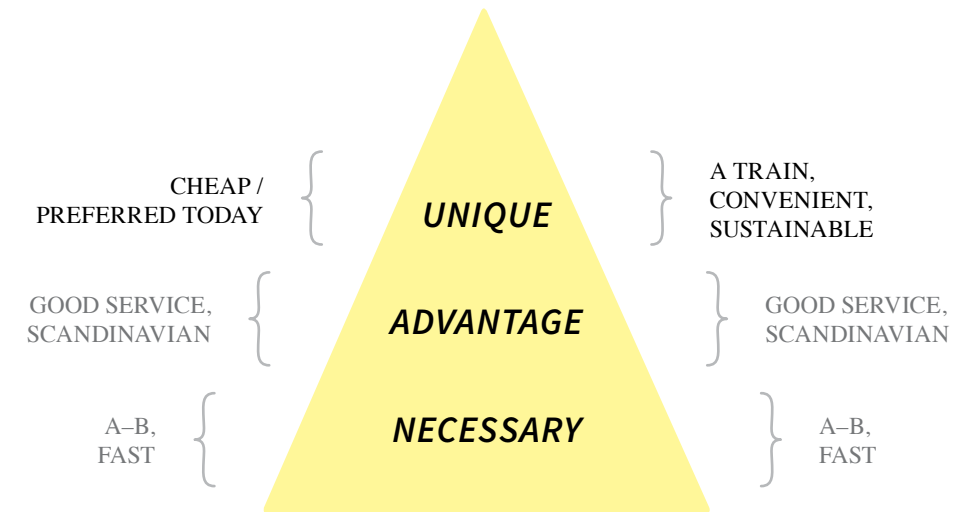 CHEAP /
PREFERRED TODAY
UNIQUE
A TRAIN,
CONVENIENT,
SUSTAINABLE
GOOD SERVICE,
SCANDINAVIAN
ADVANTAGE
GOOD SERVICE,
SCANDINAVIAN
A–B,
FAST
NECESSARY
A–B,
FAST